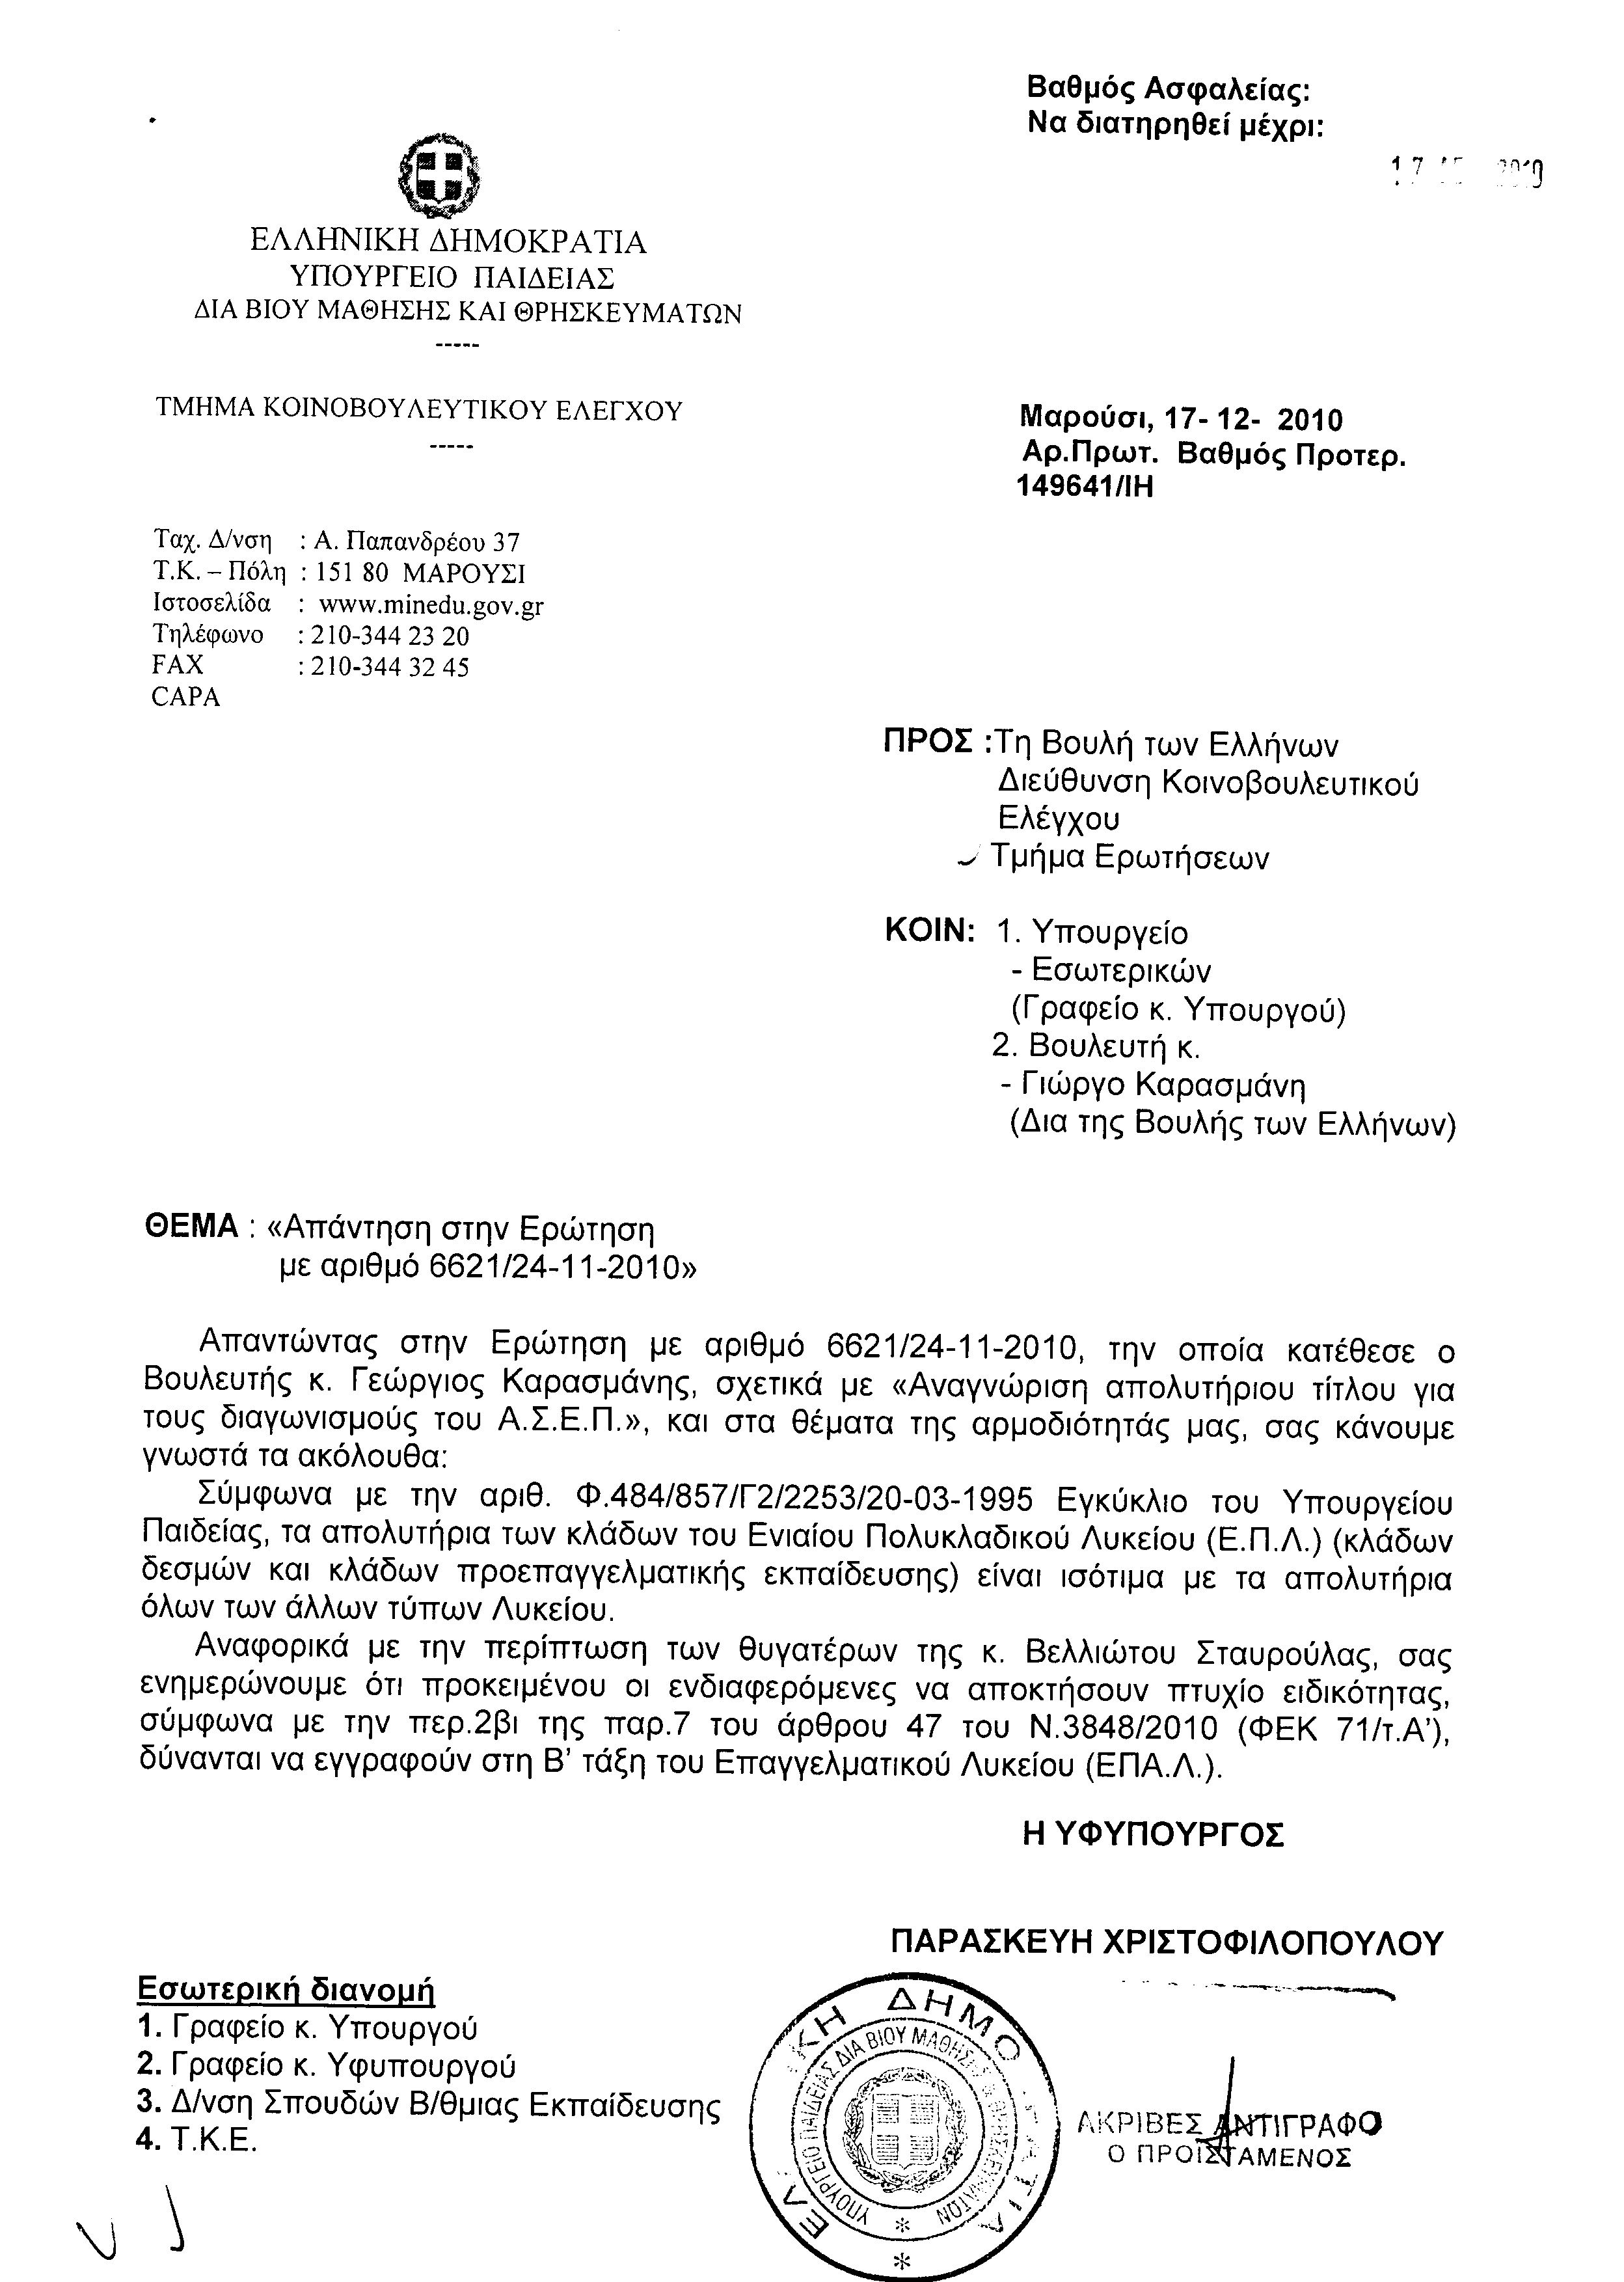 Βαθμός Ασφαλείας:
Να διατηρηθεί μέχρι:
17 2010
ΕΛΛΗΝΙΚΗ ΔΗΜΟΚΡΑΤΙΑ
ΥΠΟΥΡΓΕΙΟ ΠΑΙΔΕΙΑΣ
ΔΙΑ ΒΙΟΥ ΜΑΘΗΣΗΣ ΚΑΙ ΘΡΗΣΚΕΥΜΑΤΩΝ
-----
ΤΜΗΜΑ ΚΟΙΝΟΒΟΥΛΕΥΤΙΚΟΥ ΕΛΕΓΧΟΥ
-----
Μαρούσι, 17- 12- 2010
Αρ.Πρωτ. Βαθμός Προτερ.
149641/ΙΗ
Ταχ. Δ/νση : Α. Παπανδρέου 37
Τ.Κ. – Πόλη : 151 80 ΜΑΡΟΥΣΙ
Ιστοσελίδα : www.minedu.gov.gr
Τηλέφωνο : 210-344 23 20
FAX : 210-344 32 45
CAPA
ΠΡΟΣ :Τη Βουλή των Ελλήνων
Διεύθυνση Κοινοβουλευτικού
Ελέγχου
Τμήμα Ερωτήσεων
ΚΟΙΝ: 1. Υπουργείο
- Εσωτερικών
(Γραφείο κ. Υπουργού)
2. Βουλευτή κ.
- Γιώργο Καρασμάνη
(Δια της Βουλής των Ελλήνων)
ΘΕΜΑ : «Απάντηση στην Ερώτηση
με αριθμό 6621/24-11-2010»
Απαντώντας στην Ερώτηση με αριθμό 6621/24-11-2010, την οποία κατέθεσε ο
Βουλευτής κ. Γεώργιος Καρασμάνης, σχετικά με «Αναγνώριση απολυτήριου τίτλου για
τους διαγωνισμούς του Α.Σ.Ε.Π.», και στα θέματα της αρμοδιότητάς μας, σας κάνουμε
γνωστά τα ακόλουθα:
Σύμφωνα με την αριθ. Φ.484/857/Γ2/2253/20-03-1995 Εγκύκλιο του Υπουργείου
Παιδείας, τα απολυτήρια των κλάδων του Ενιαίου Πολυκλαδικού Λυκείου (Ε.Π.Λ.) (κλάδων
δεσμών και κλάδων προεπαγγελματικής εκπαίδευσης) είναι ισότιμα με τα απολυτήρια
όλων των άλλων τύπων Λυκείου.
Αναφορικά με την περίπτωση των θυγατέρων της κ. Βελλιώτου Σταυρούλας, σας
ενημερώνουμε ότι προκειμένου οι ενδιαφερόμενες να αποκτήσουν πτυχίο ειδικότητας,
σύμφωνα με την περ.2βι της παρ.7 του άρθρου 47 του Ν.3848/2010 (ΦΕΚ 71/τ.Α’),
δύνανται να εγγραφούν στη Β’ τάξη του Επαγγελματικού Λυκείου (ΕΠΑ.Λ.).
Η ΥΦΥΠΟΥΡΓΟΣ
ΠΑΡΑΣΚΕΥΗ ΧΡΙΣΤΟΦΙΛΟΠΟΥΛΟΥ
Εσωτερική διανομή
1. Γραφείο κ. Υπουργού
2. Γραφείο κ. Υφυπουργού
3. Δ/νση Σπουδών Β/θμιας Εκπαίδευσης
4. Τ.Κ.Ε.
ΥΠΟΥΡΓΕΙΟ ΠΑΙΔΕΙΑΣ ΔΙΑ ΒΙΟΥ
ΑΚΡΙΒΕΣ ΑΝΤΙΓΡΑΦΟ
Ο ΠΡΟΪΣΤΑΜΕΝΟΣ